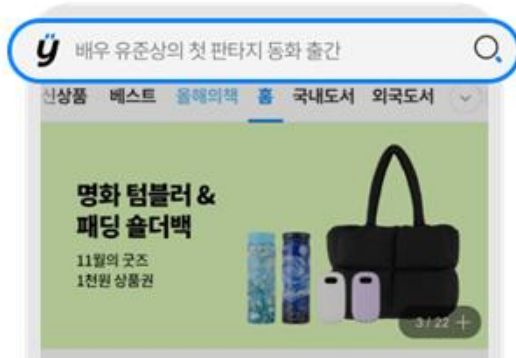 ÿ 배우 유준상의 첫 판타지 동화 출간
신상품 베스트 올해의책 홈 국내도서 외국도서
명화 텀블러 &
패딩 숄더백
11월의 굿즈
1천원 상품권
3 / 22 +